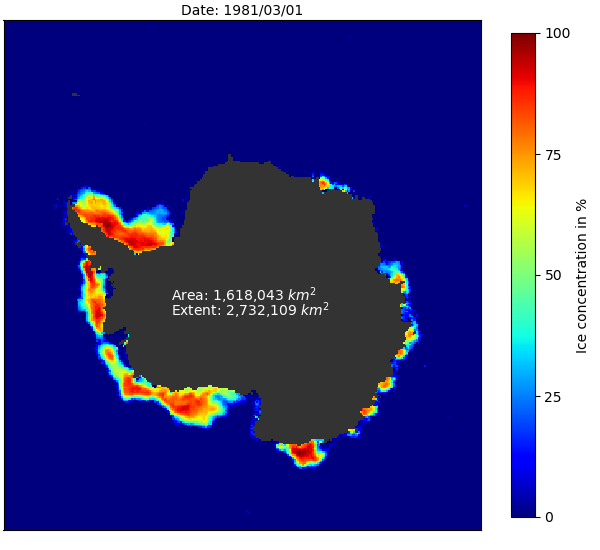 Date: 1981/03/01
Area: 1,618,043 km²
Extent: 2,732,109 km²
100
75
50
25
0
Ice concentration in %